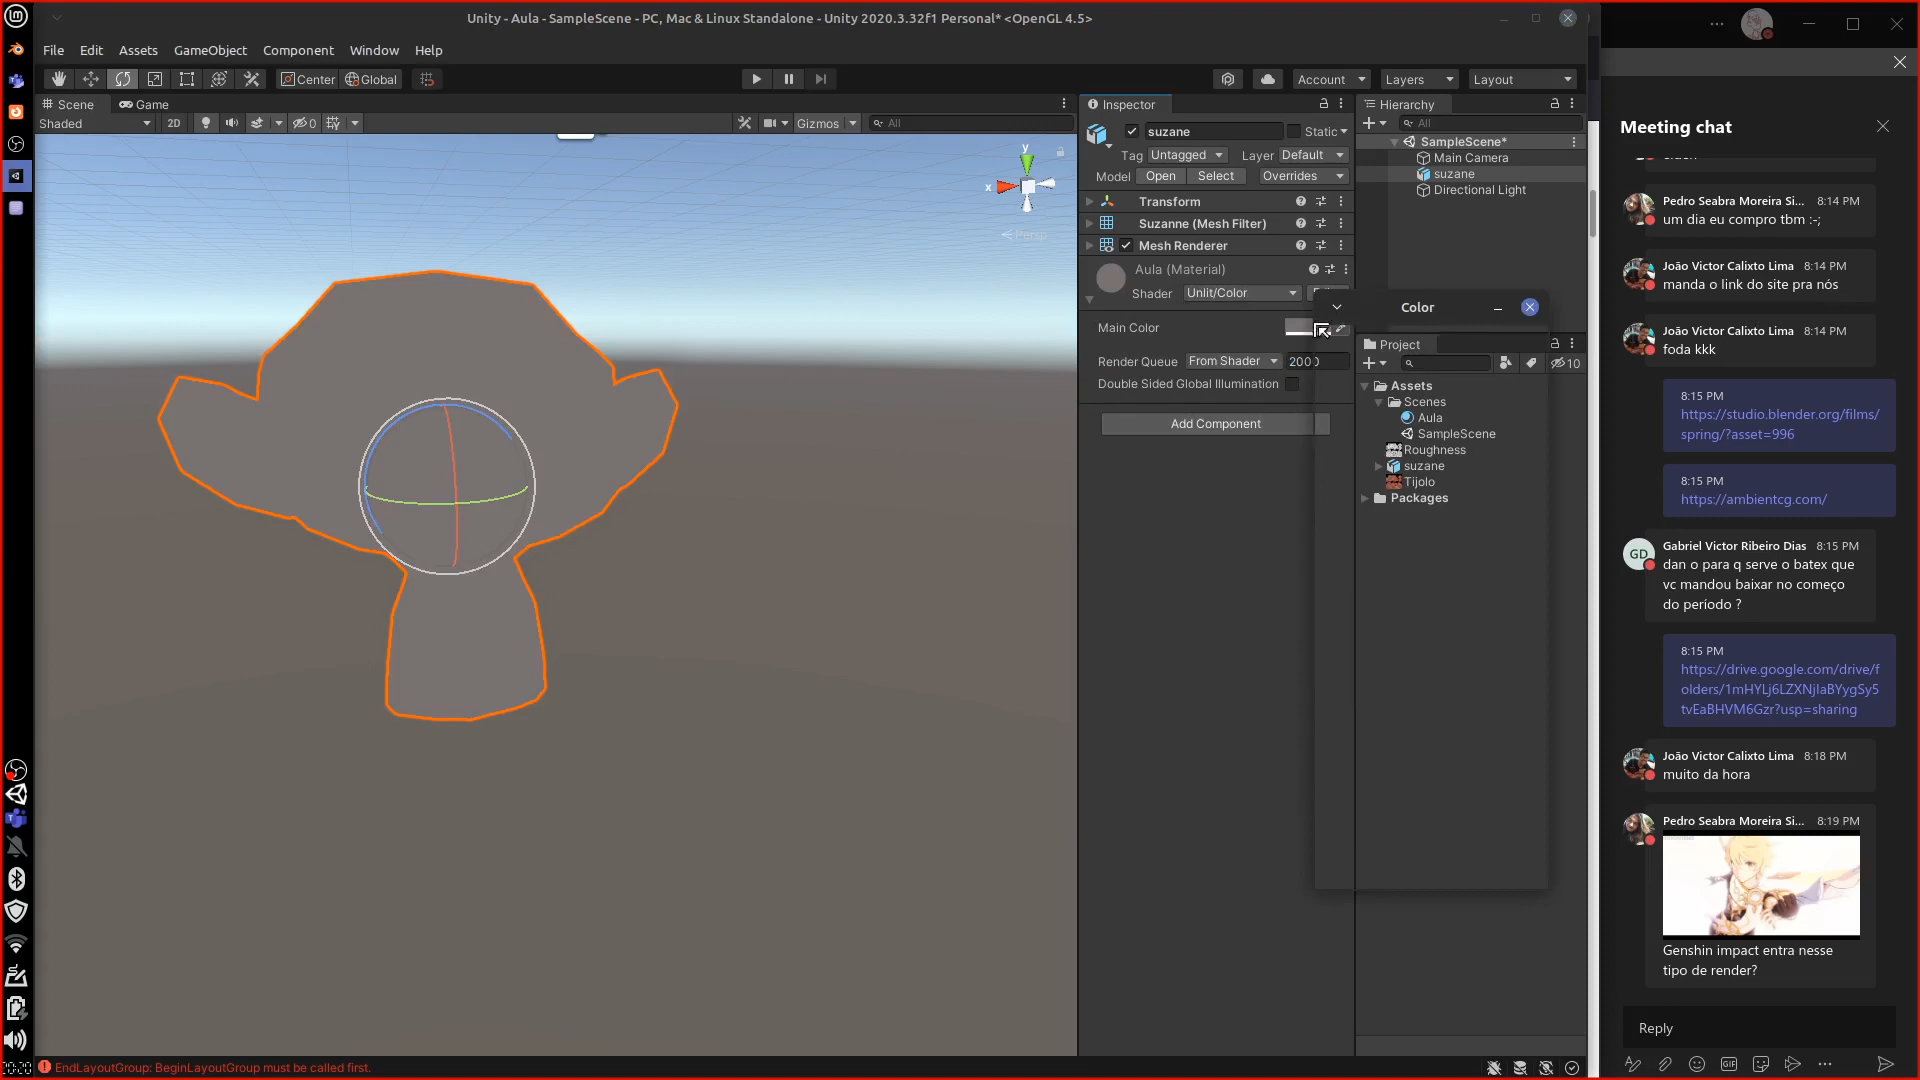 Unity - Aula - SampleScene - PC, Mac & Linux Standalone - Unity 2020.3.32f1 Personal* <OpenGL 4.5>
File Edit Assets GameObject Component Window Help
Center Global
Account Layers Layout
Scene Game
Shaded 2D 0 Gizmos All
y
x
Persp
Inspector
suzane Static
Tag Untagged Layer Default
Model Open Select Overrides
Transform
Suzanne (Mesh Filter)
Mesh Renderer
Aula (Material)
Shader Unlit/Color
Main Color
Render Queue From Shader 2000
Double Sided Global Illumination
Add Component
Color
Hierarchy
All
SampleScene*
Main Camera
suzane
Directional Light
Project
10
Assets
Scenes
Aula
SampleScene
Roughness
suzane
Tijolo
Packages
EndLayoutGroup: BeginLayoutGroup must be called first.
Meeting chat
Pedro Seabra Moreira Si... 8:14 PM
um dia eu compro tbm :-;
João Victor Calixto Lima 8:14 PM
manda o link do site pra nós
João Victor Calixto Lima 8:14 PM
foda kkk
8:15 PM
https://studio.blender.org/films/
spring/?asset=996
8:15 PM
https://ambientcg.com/
GD
Gabriel Victor Ribeiro Dias 8:15 PM
dan o para q serve o batex que
vc mandou baixar no começo
do período ?
8:15 PM
https://drive.google.com/drive/f
olders/1mHYLj6LZXNjlaBYygSy5
tvEaBHVM6Gzr?usp=sharing
João Victor Calixto Lima 8:18 PM
muito da hora
Pedro Seabra Moreira Si... 8:19 PM
Genshin impact entra nesse
tipo de render?
Reply
GIF